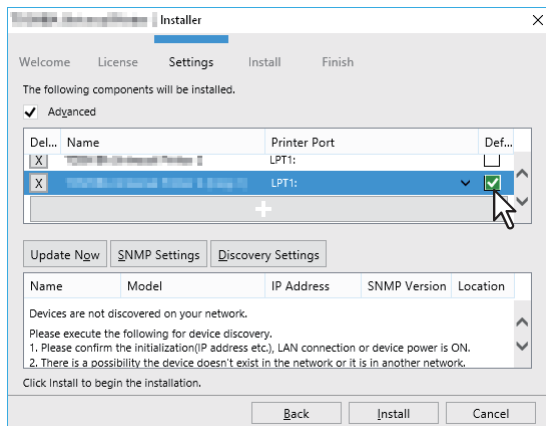 Installer
Welcome License Settings Install Finish
The following components will be installed.
Advanced
Del... Name Printer Port Def...
X LPT1:
X LPT1:
Update Now SNMP Settings Discovery Settings
Name Model IP Address SNMP Version Location
Devices are not discovered on your network.
Please execute the following for device discovery.
1. Please confirm the initialization(IP address etc.), LAN connection or device power is ON.
2. There is a possibility the device doesn't exist in the network or it is in another network.
Click Install to begin the installation.
Back Install Cancel